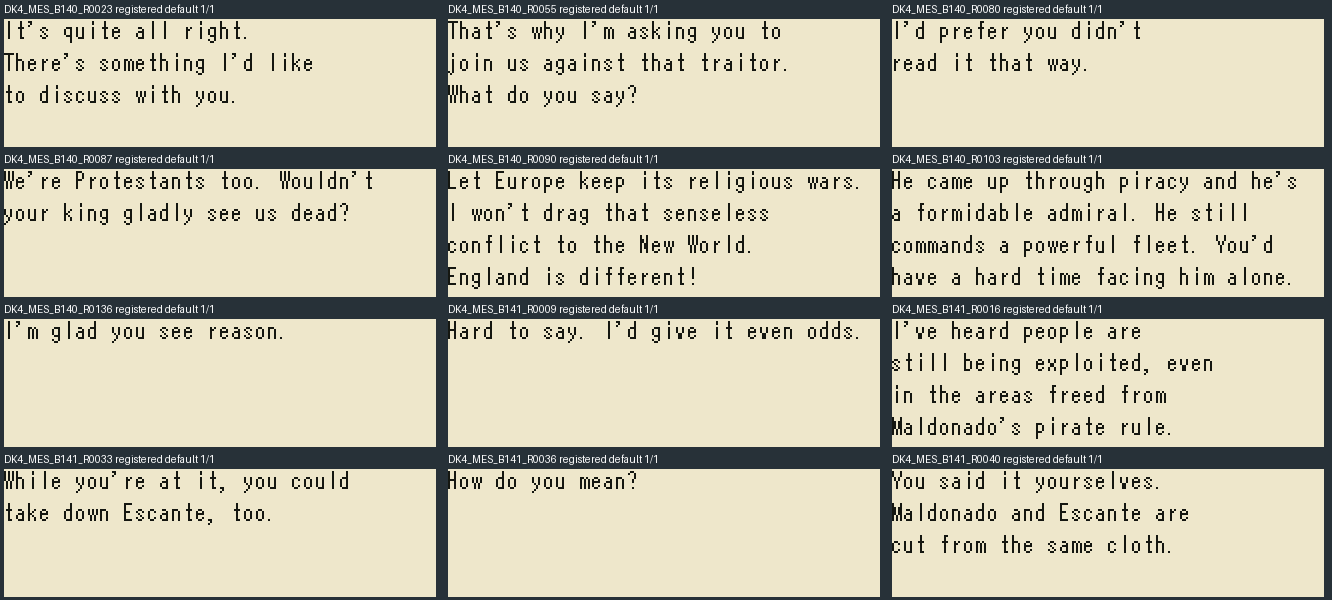 DK4_MES_B140_R0023 registered default 1/1
It's quite all right.
There's something I'd like
to discuss with you.
DK4_MES_B140_R0055 registered default 1/1
That's why I'm asking you to
join us against that traitor.
What do you say?
DK4_MES_B140_R0080 registered default 1/1
I'd prefer you didn't
read it that way.
DK4_MES_B140_R0087 registered default 1/1
We're Protestants too. Wouldn't
your king gladly see us dead?
DK4_MES_B140_R0090 registered default 1/1
Let Europe keep its religious wars.
I won't drag that senseless
conflict to the New World.
England is different!
DK4_MES_B140_R0103 registered default 1/1
He came up through piracy and he's
a formidable admiral. He still
commands a powerful fleet. You'd
have a hard time facing him alone.
DK4_MES_B140_R0136 registered default 1/1
I'm glad you see reason.
DK4_MES_B141_R0009 registered default 1/1
Hard to say. I'd give it even odds.
DK4_MES_B141_R0016 registered default 1/1
I've heard people are
still being exploited, even
in the areas freed from
Maldonado's pirate rule.
DK4_MES_B141_R0033 registered default 1/1
While you're at it, you could
take down Escante, too.
DK4_MES_B141_R0036 registered default 1/1
How do you mean?
DK4_MES_B141_R0040 registered default 1/1
You said it yourselves.
Maldonado and Escante are
cut from the same cloth.